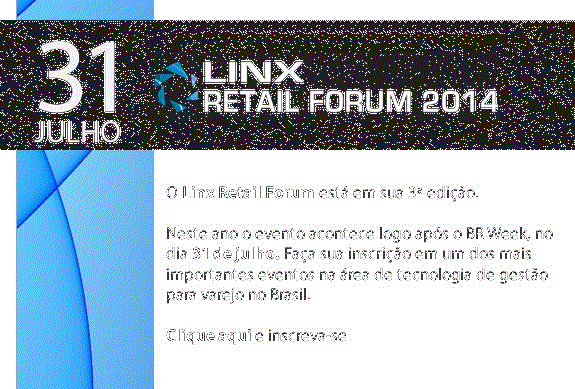 31
JULHO
LINX
RETAIL FORUM 2014
O Linx Retail Forum está em sua 3ª edição.
Neste ano o evento acontece logo após o BR Week, no
dia 31 de julho. Faça sua inscrição em um dos mais
importantes eventos na área de tecnologia de gestão
para varejo no Brasil.
Clique aqui e inscreva-se